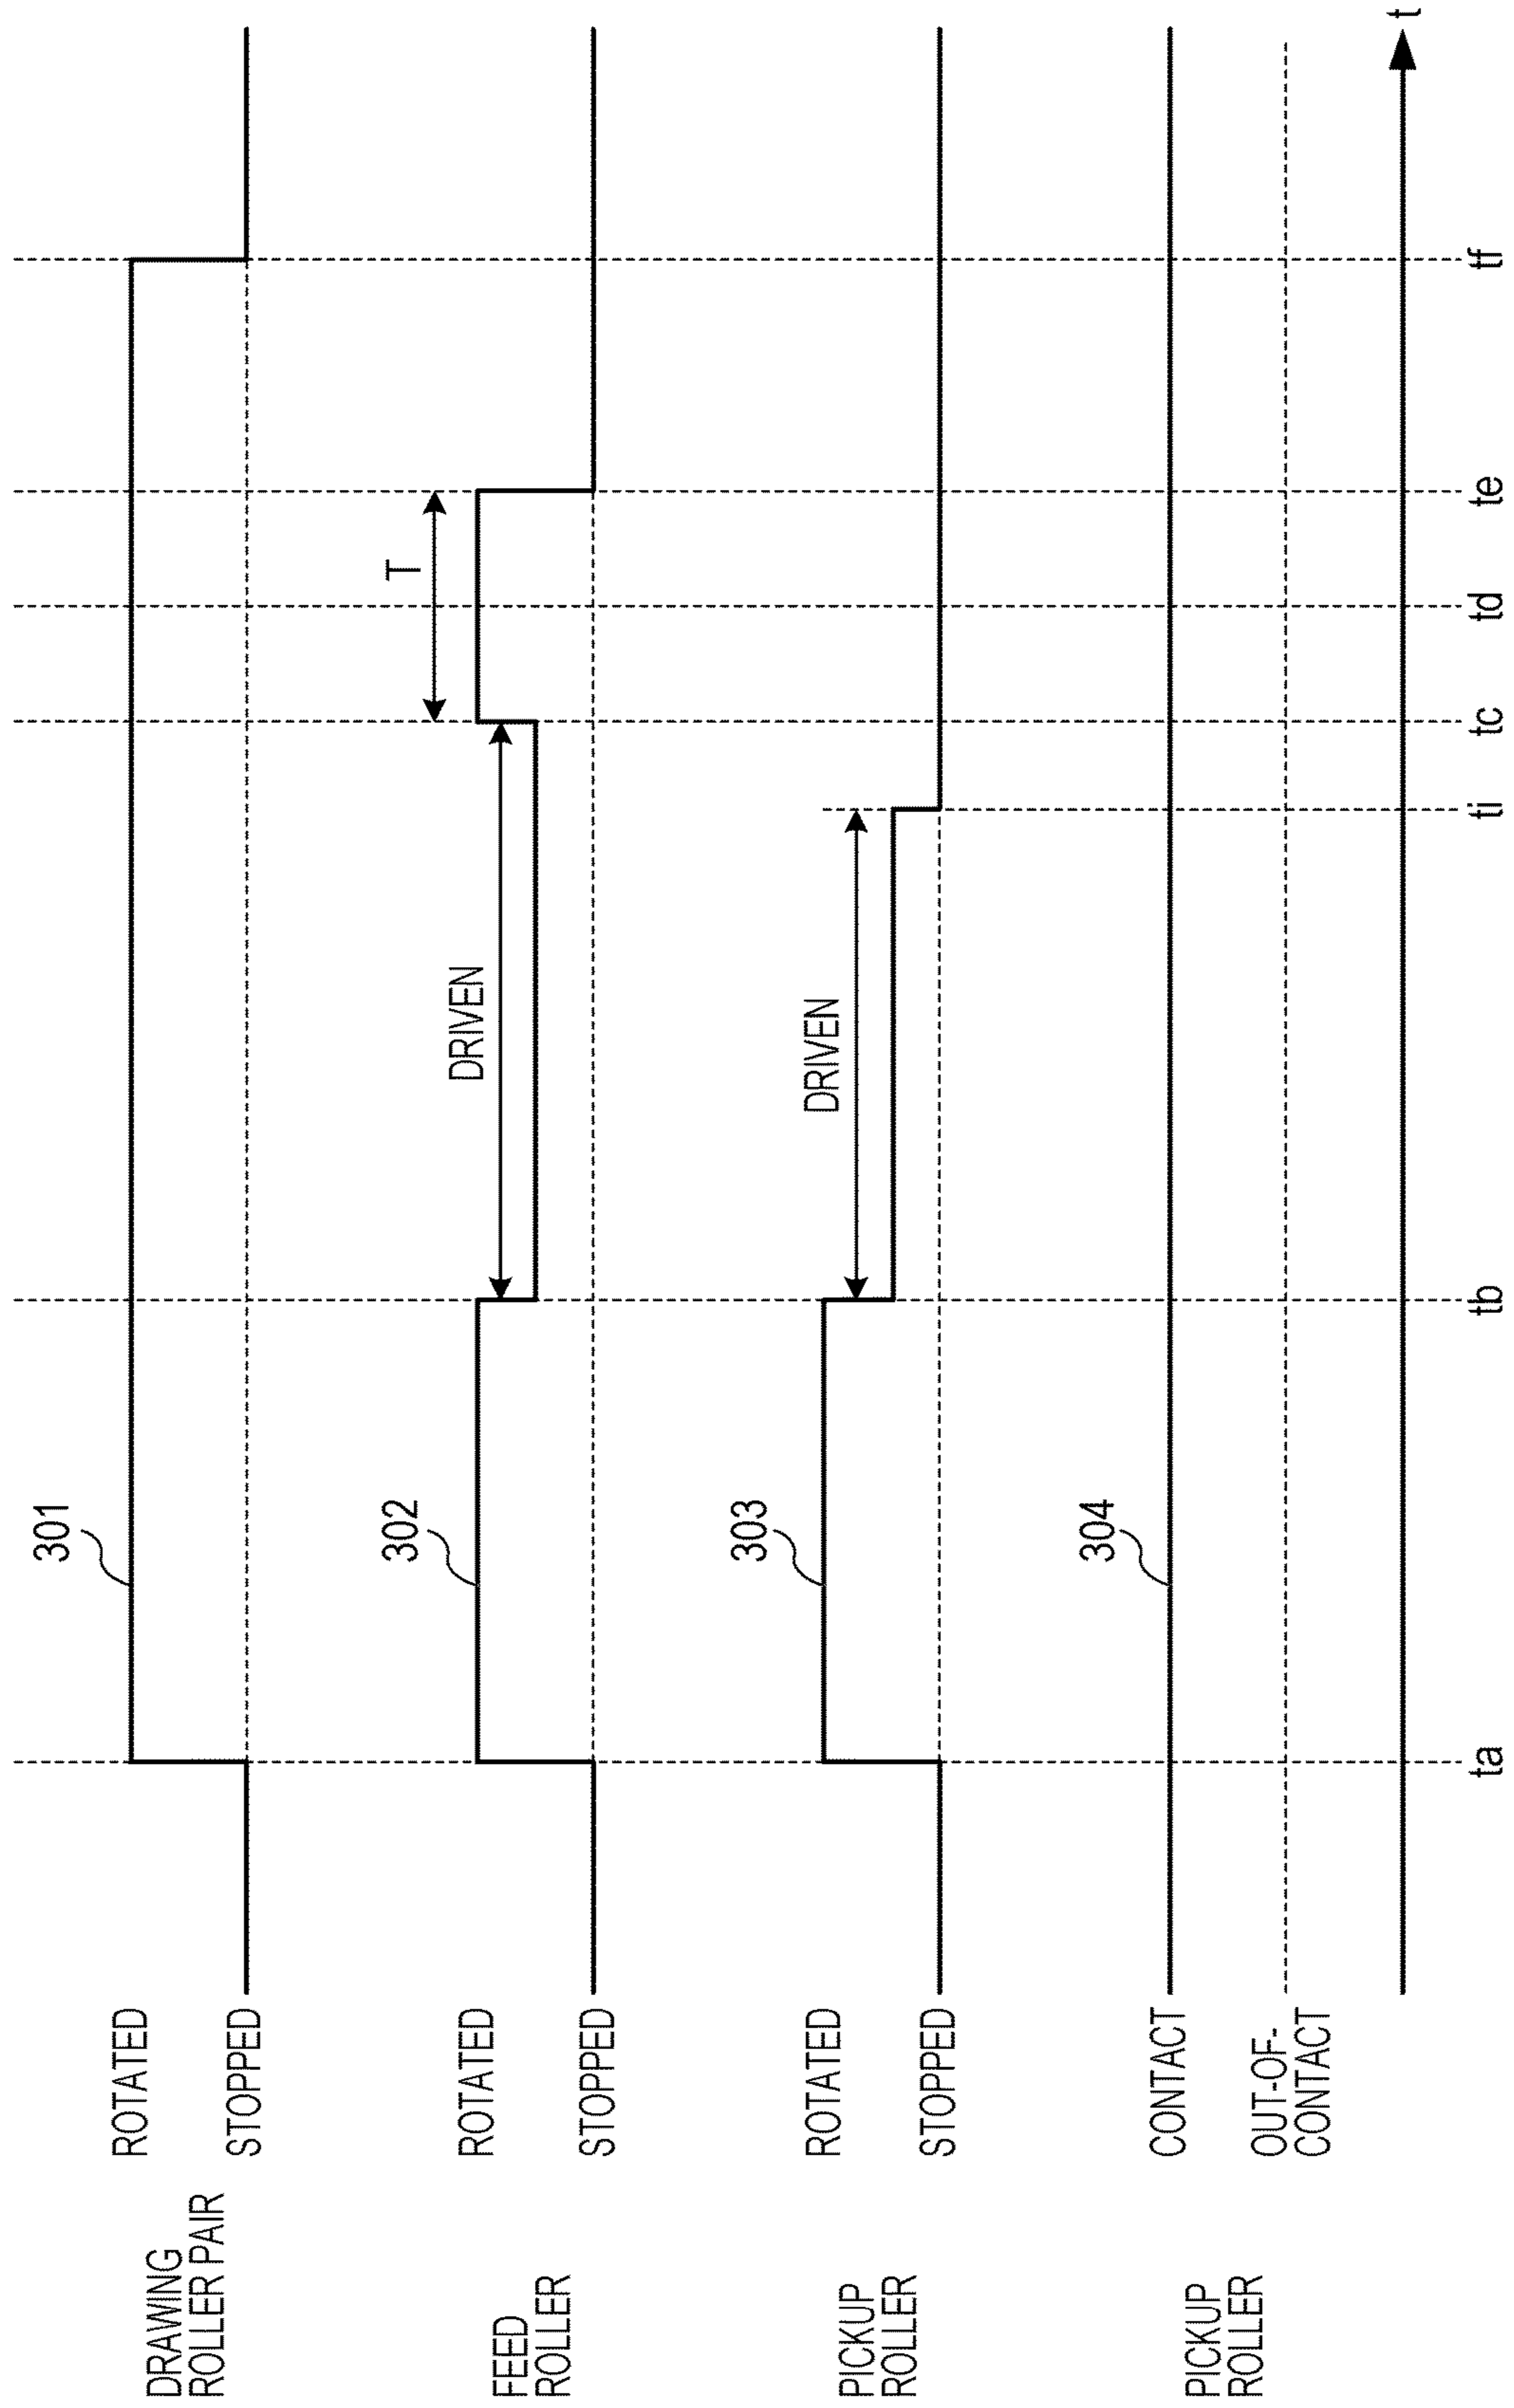 DRAWING
ROLLER PAIR
ROTATED
STOPPED
301
FEED
ROLLER
ROTATED
STOPPED
302
DRIVEN
T
PICKUP
ROLLER
ROTATED
STOPPED
303
DRIVEN
PICKUP
ROLLER
CONTACT
OUT-OF-
CONTACT
304
ta
tb
ti
tc
td
te
tf
t